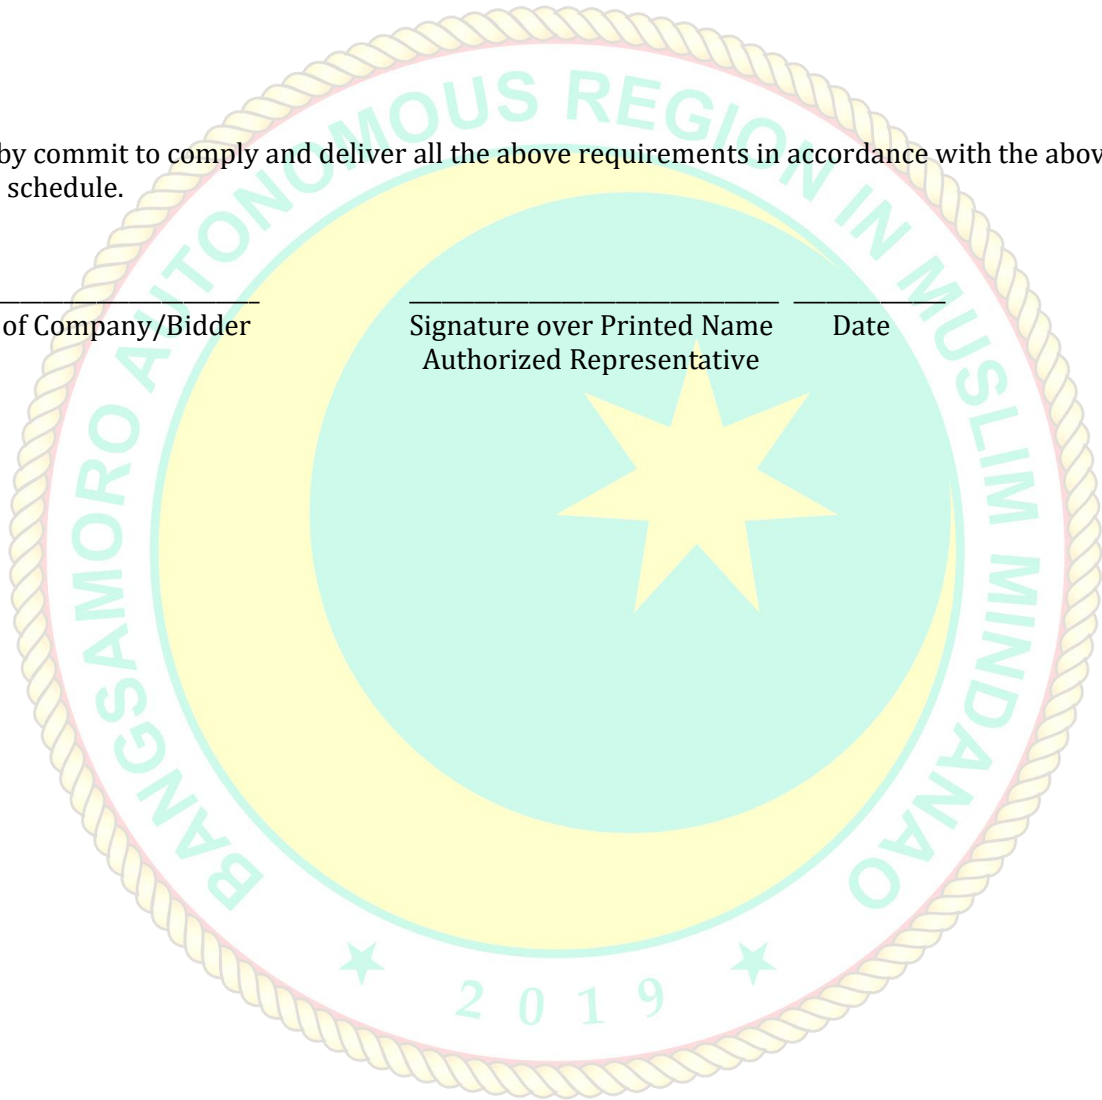 by commit to comply and deliver all the above requirements in accordance with the abov
schedule.
of Company/Bidder Signature over Printed Name Date
Authorized Representative
BANGSAMORO AUTONOMOUS REGION IN MUSLIM MINDANAO
2019